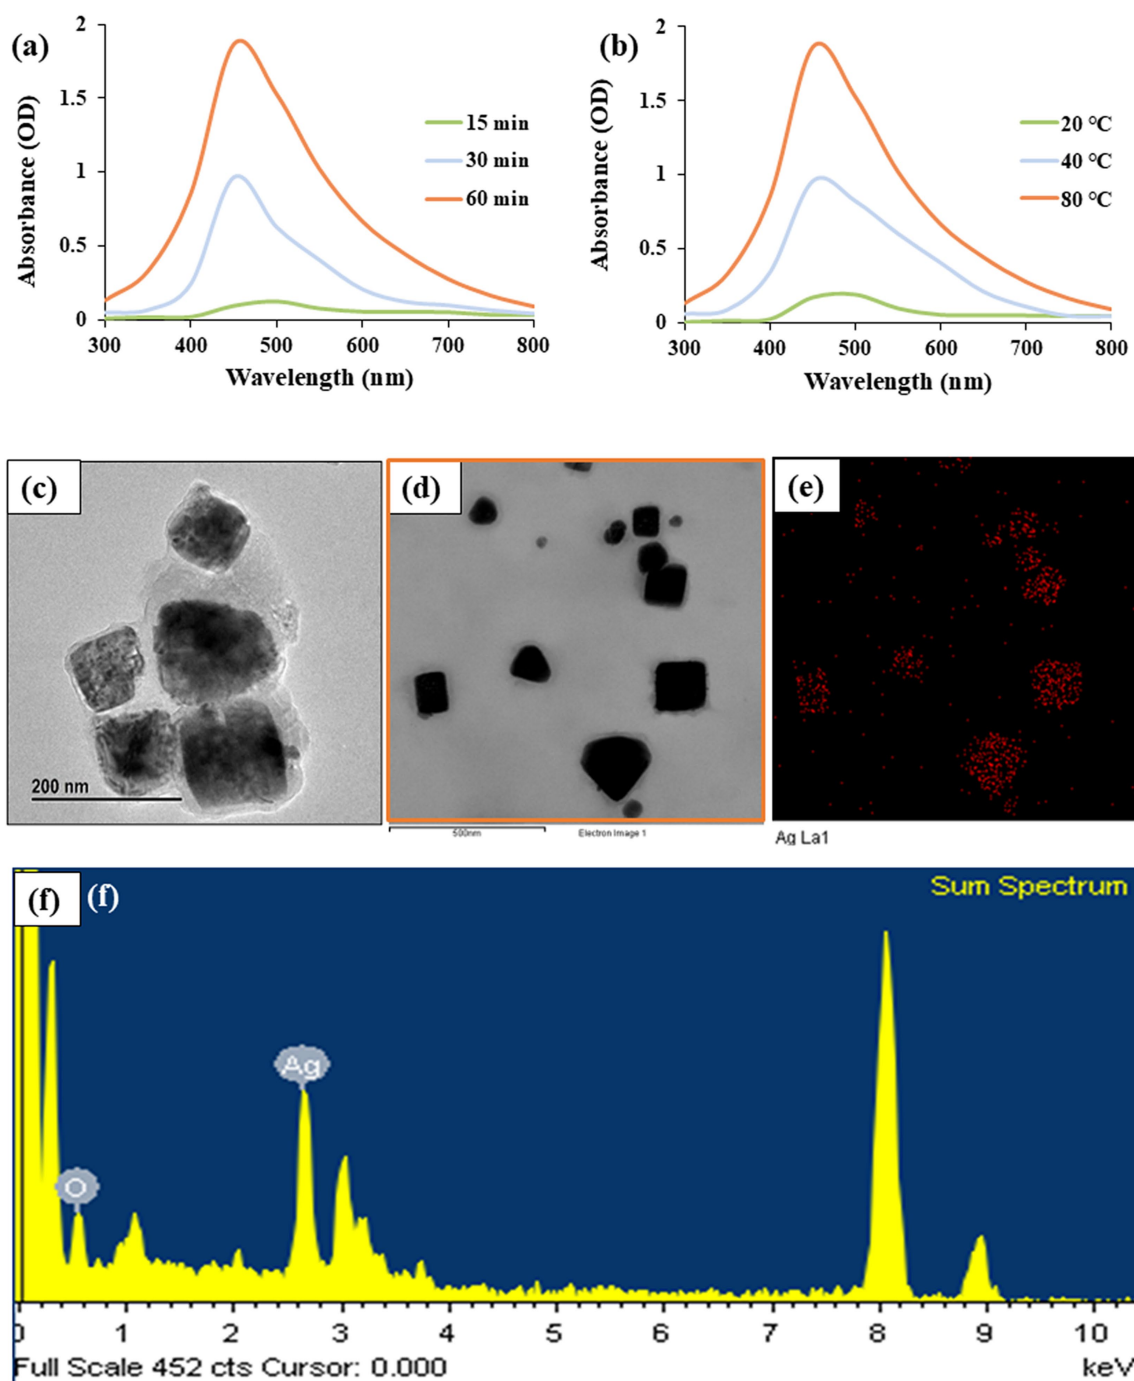 (a)
2
1.5
1
0.5
0
Absorbance (OD)
15 min
30 min
60 min
300 400 500 600 700 800
Wavelength (nm)
(b)
2
1.5
1
0.5
0
Absorbance (OD)
20 °C
40 °C
80 °C
300 400 500 600 700 800
Wavelength (nm)
(c)
200 nm
(d)
500nm Electron Image 1
(e)
Ag La1
(f) (f)
Sum Spectrum
Ag
O
0 1 2 3 4 5 6 7 8 9 10
Full Scale 452 cts Cursor: 0.000 keV